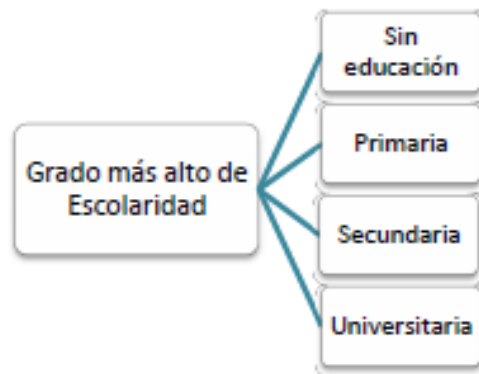 Grado más alto de
Escolaridad
Sin
educación
Primaria
Secundaria
Universitaria